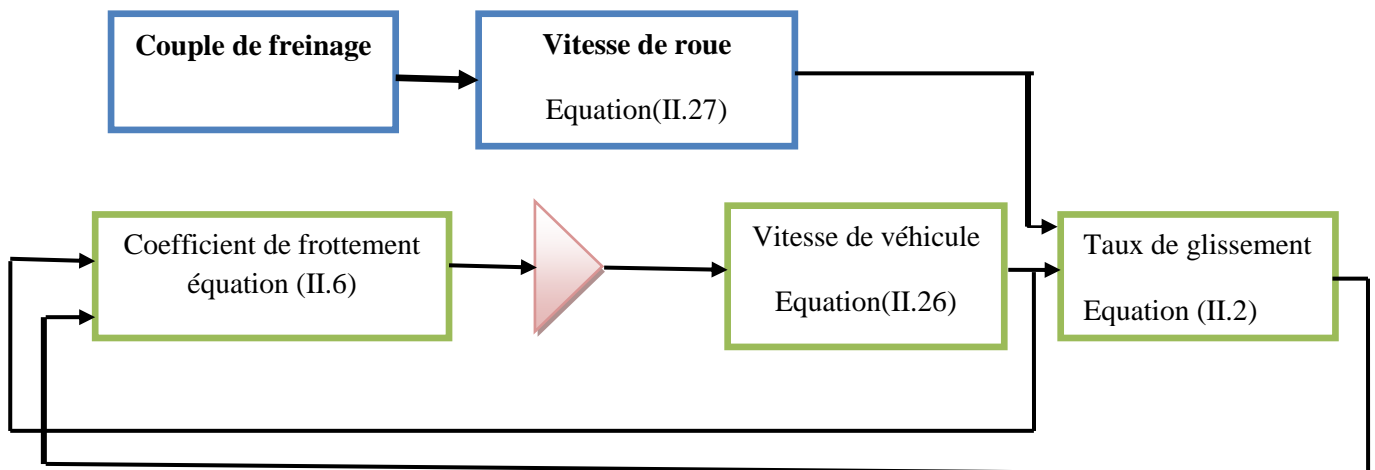 Couple de freinage
Vitesse de roue
Equation(II.27)
Coefficient de frottement
équation (II.6)
Vitesse de véhicule
Equation(II.26)
Taux de glissement
Equation (II.2)